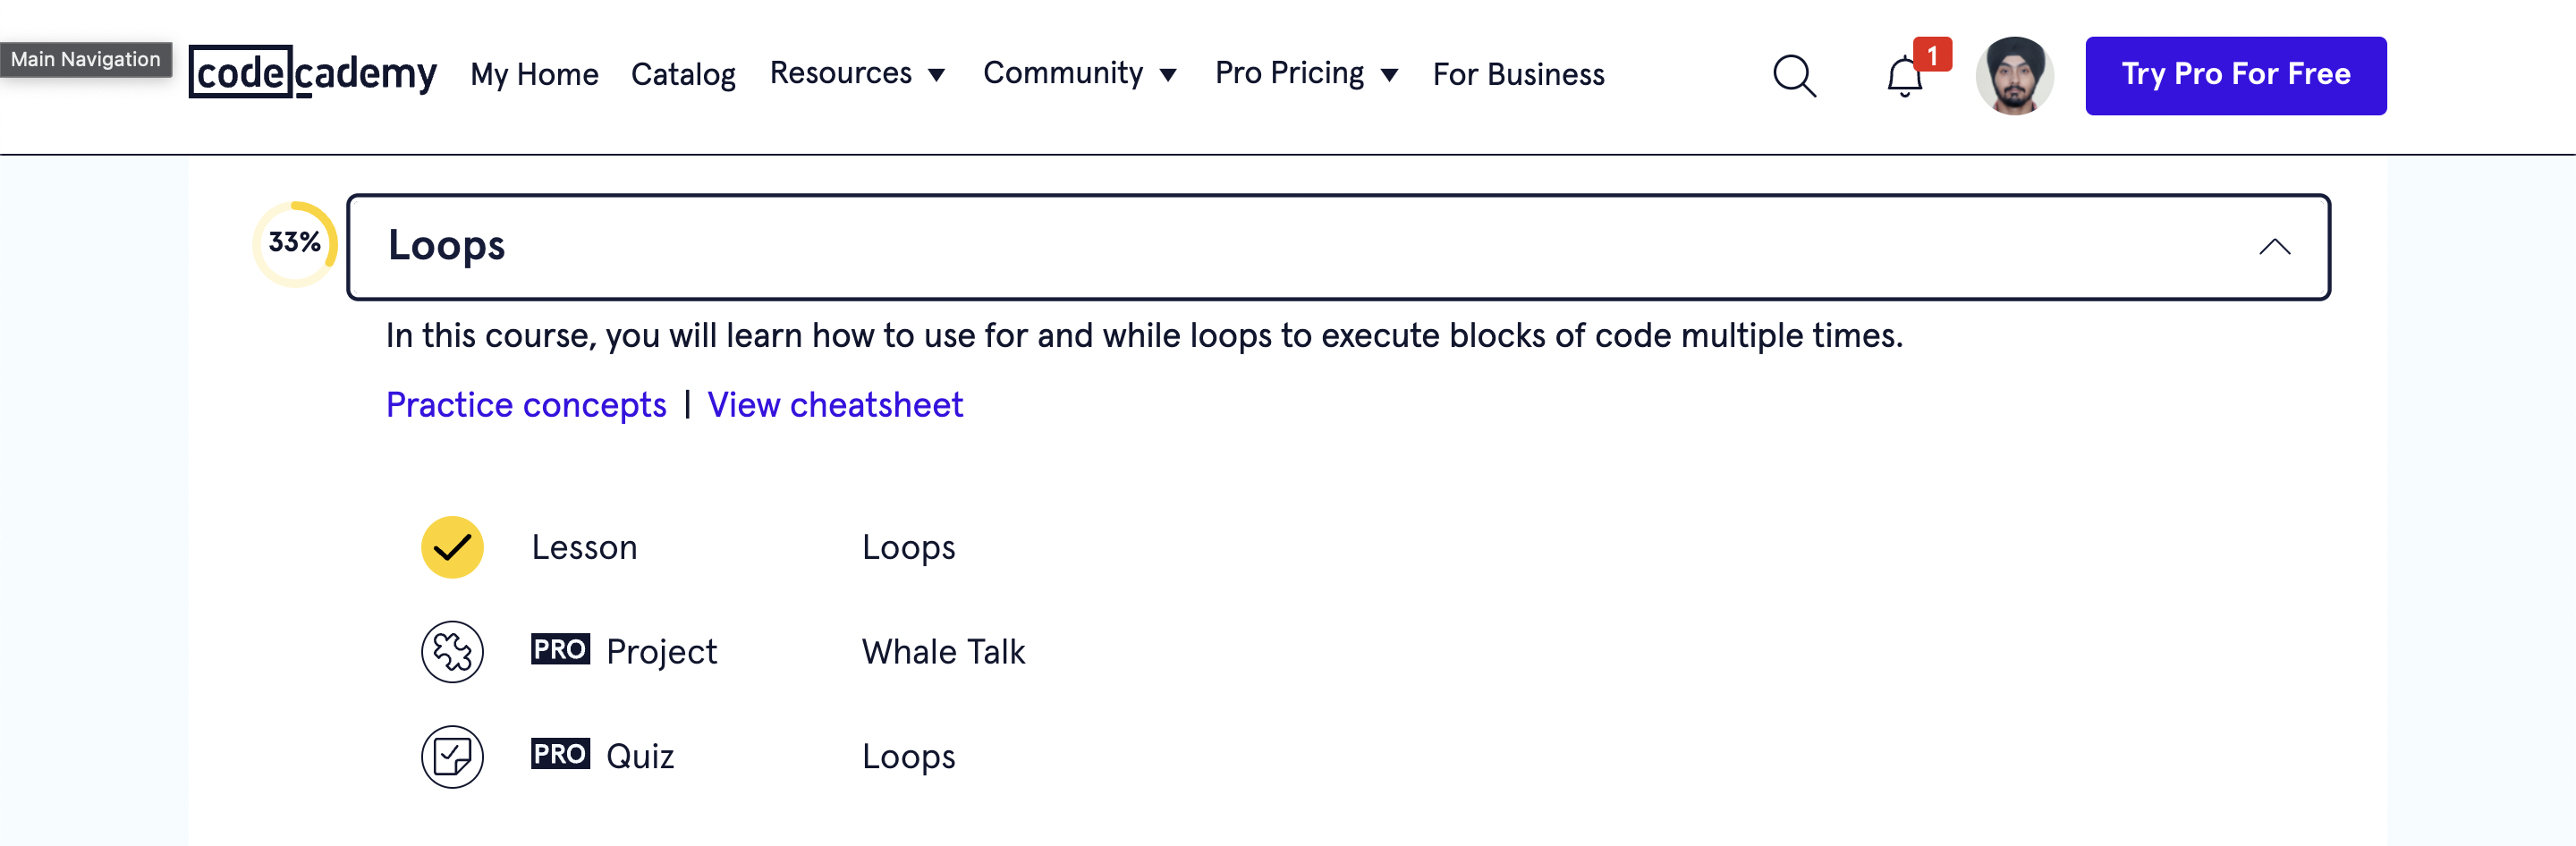 Main Navigation
codecademy My Home Catalog Resources Community Pro Pricing For Business 1 Try Pro For Free
33% Loops
In this course, you will learn how to use for and while loops to execute blocks of code multiple times.
Practice concepts | View cheatsheet
Lesson Loops
PRO Project Whale Talk
PRO Quiz Loops